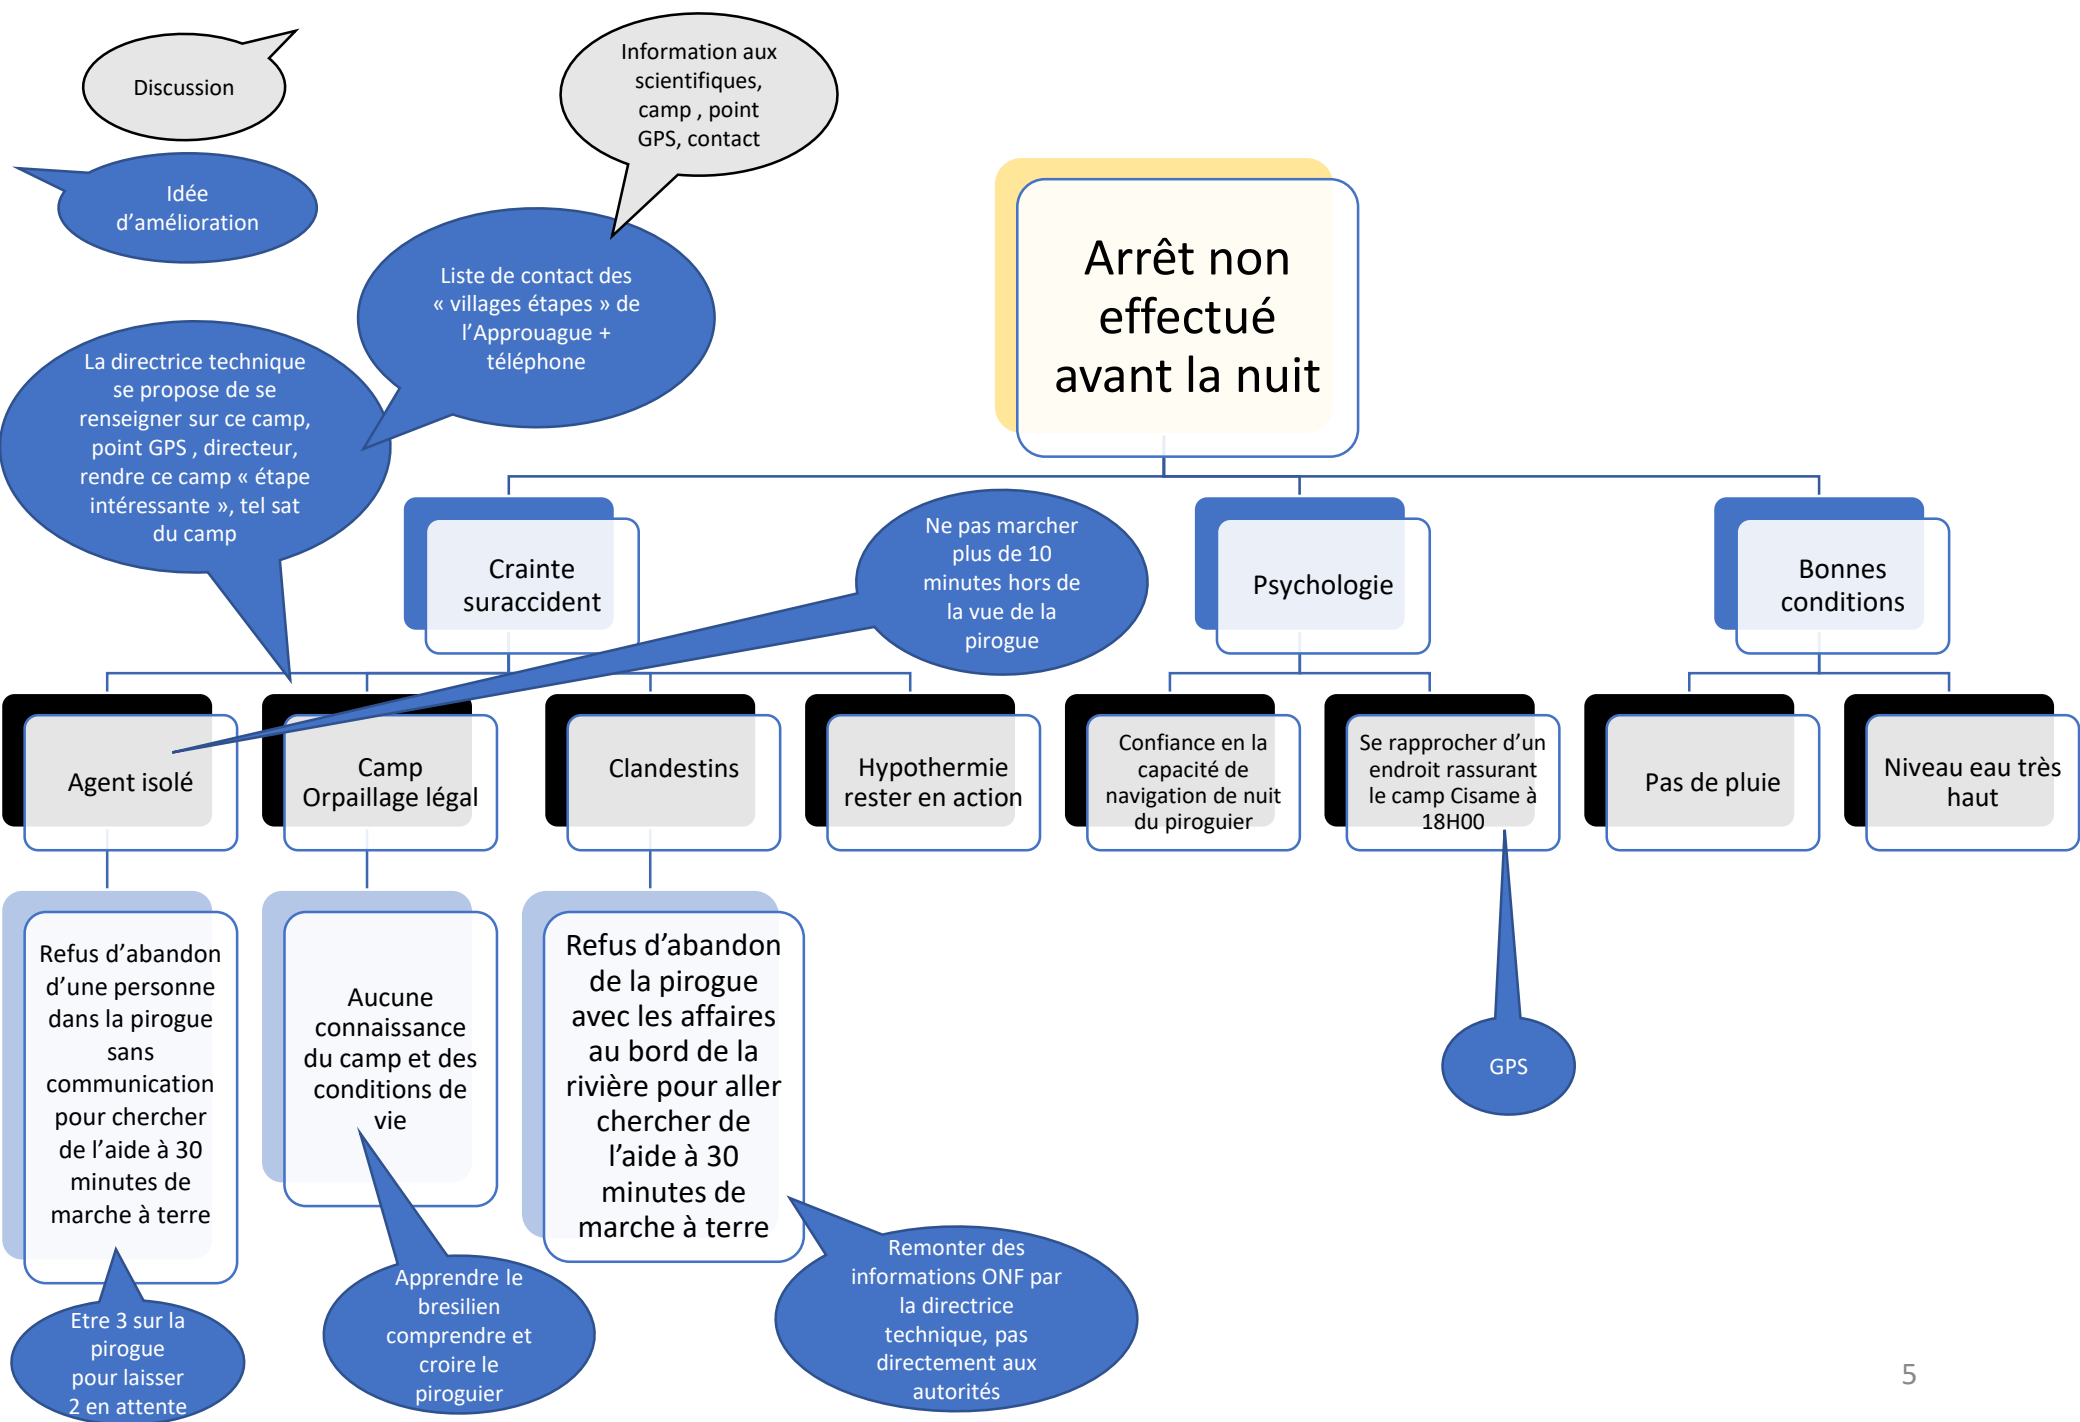 Discussion
Idée
d’amélioration
Information aux
scientifiques,
camp , point
GPS, contact
Liste de contact des
« villages étapes » de
l’Approuague +
téléphone
La directrice technique
se propose de se
renseigner sur ce camp,
point GPS , directeur,
rendre ce camp « étape
intéressante », tel sat
du camp
Arrêt non
effectué
avant la nuit
Crainte
suraccident
Ne pas marcher
plus de 10
minutes hors de
la vue de la
pirogue
Psychologie
Bonnes
conditions
Agent isolé
Camp
Orpaillage légal
Clandestins
Hypothermie
rester en action
Confiance en la
capacité de
navigation de nuit
du piroguier
Se rapprocher d’un
endroit rassurant
le camp Cisame à
18H00
Pas de pluie
Niveau eau très
haut
Refus d’abandon
d’une personne
dans la pirogue
sans
communication
pour chercher
de l’aide à 30
minutes de
marche à terre
Aucune
connaissance
du camp et des
conditions de
vie
Refus d’abandon
de la pirogue
avec les affaires
au bord de la
rivière pour aller
chercher de
l’aide à 30
minutes de
marche à terre
GPS
Etre 3 sur la
pirogue
pour laisser
2 en attente
Apprendre le
bresilien
comprendre et
croire le
piroguier
Remonter des
informations ONF par
la directrice
technique, pas
directement aux
autorités
5